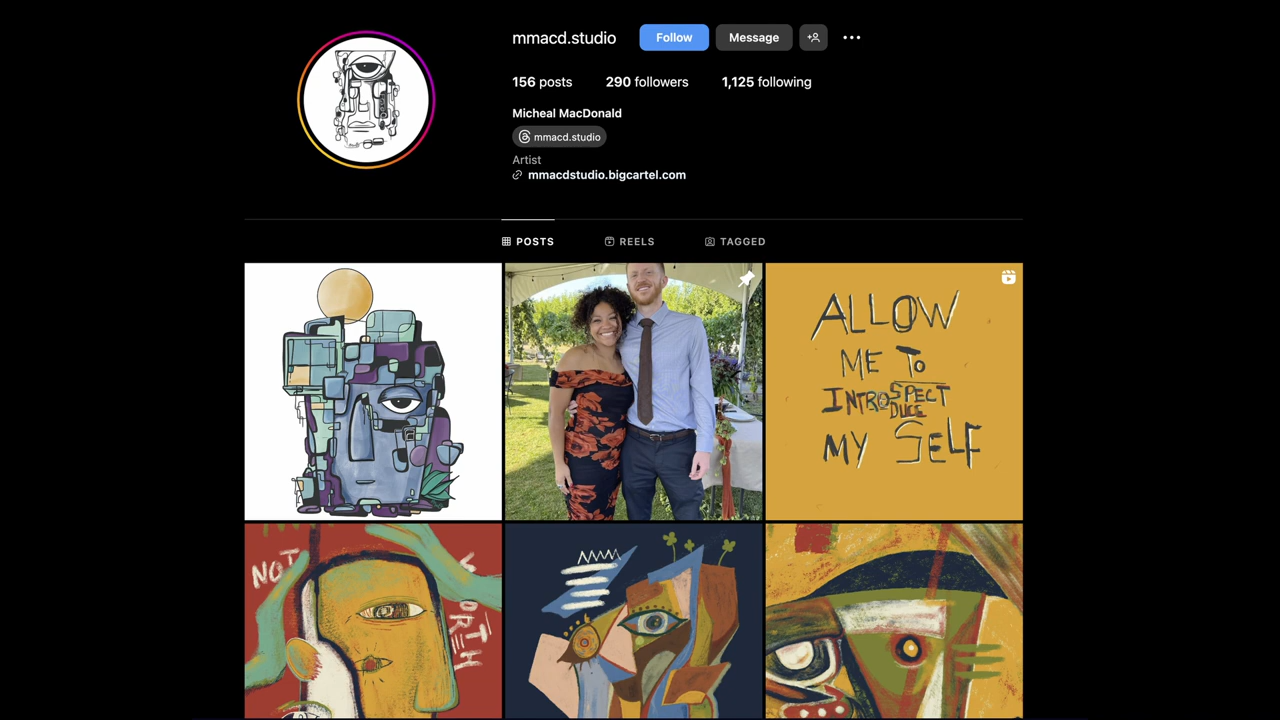 mmacd.studio Follow Message
156 posts 290 followers 1,125 following
Micheal MacDonald
mmacd.studio
Artist
mmacdstudio.bigcartel.com
POSTS REELS TAGGED
ALLOW
ME TO
INTROSPECT
DUCE
MY SELF
NOT
WORTH